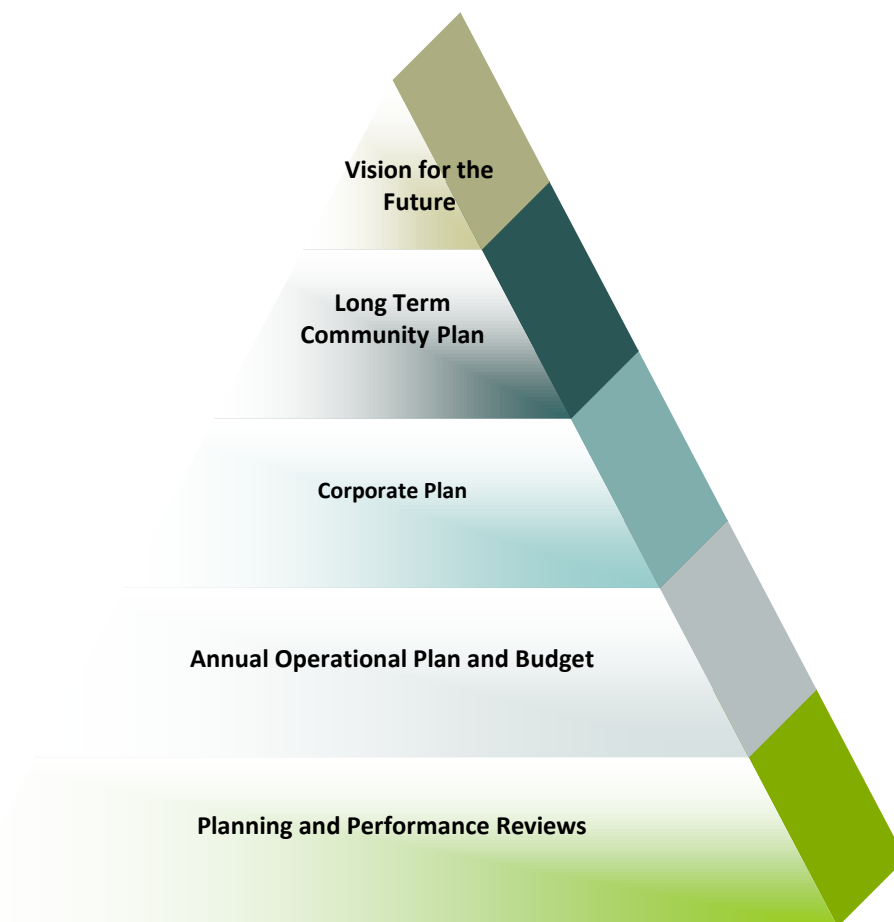 Vision for the
Future
Long Term
Community Plan
Corporate Plan
Annual Operational Plan and Budget
Planning and Performance Reviews